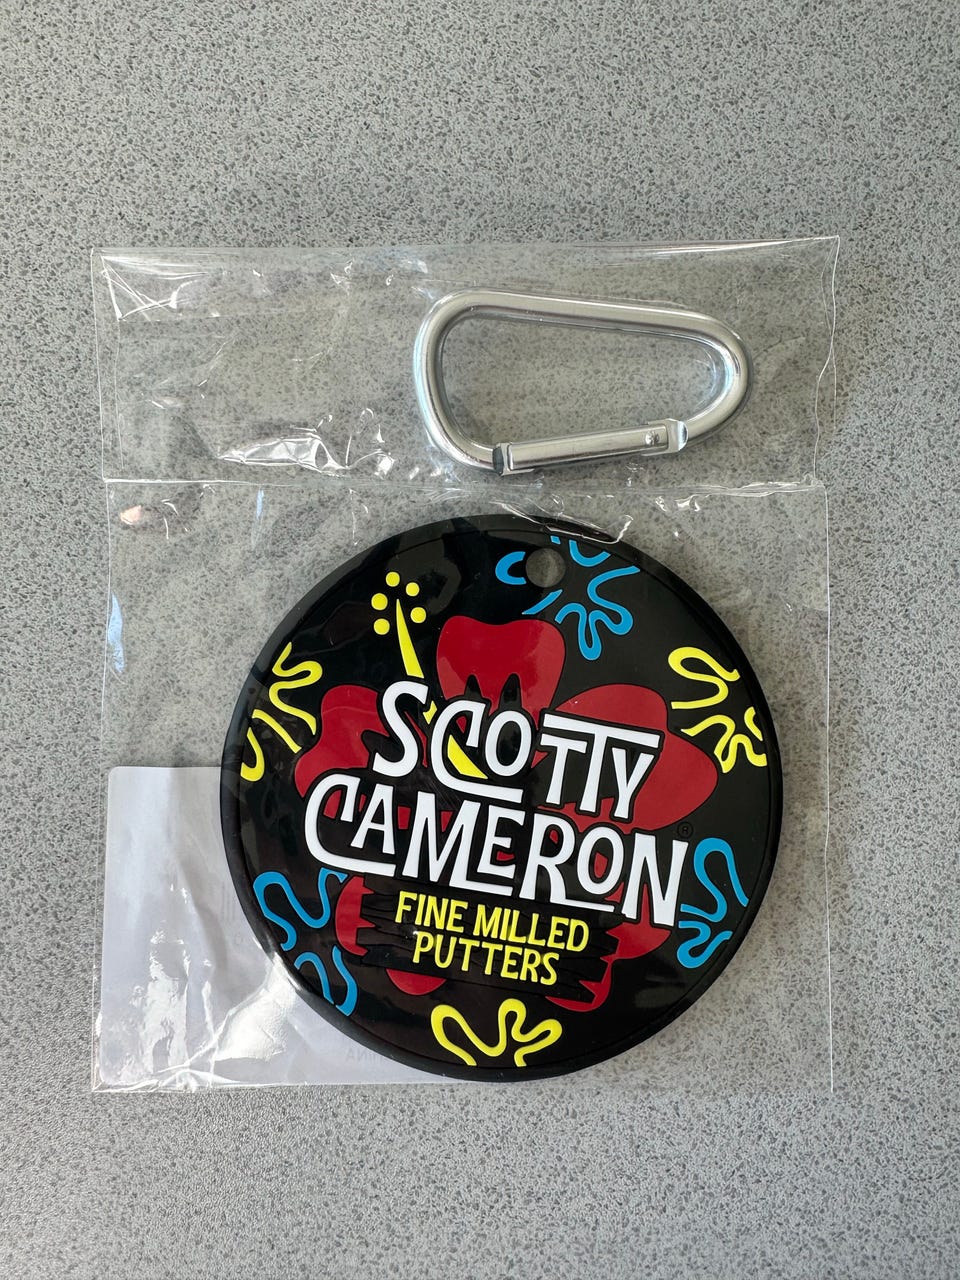 SCOTTY
CAMERON
®
FINE MILLED
PUTTERS